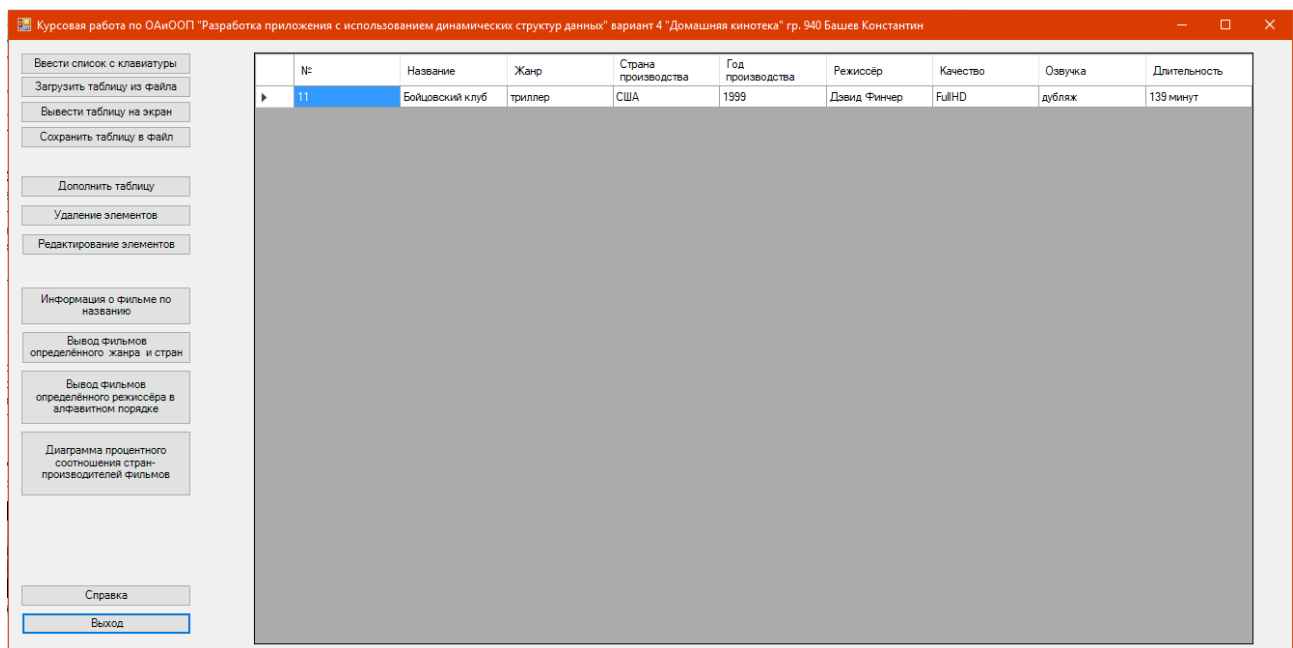 Курсовая работа по ОАиООП "Разработка приложения с использованием динамических структур данных" вариант 4 "Домашняя кинотека" гр. 940 Башев Константин
Ввести список с клавиатуры
Загрузить таблицу из файла
Вывести таблицу на экран
Сохранить таблицу в файл
Дополнить таблицу
Удаление элементов
Редактирование элементов
Информация о фильме по
названию
Вывод фильмов
определённого жанра и стран
Вывод фильмов
определённого режиссёра в
алфавитном порядке
Диаграмма процентного
соотношения стран-
производителей фильмов
Справка
Выход
№ Название Жанр Страна производства Год производства Режиссёр Качество Озвучка Длительность
11 Бойцовский клуб триллер США 1999 Дэвид Финчер FullHD дубляж 139 минут